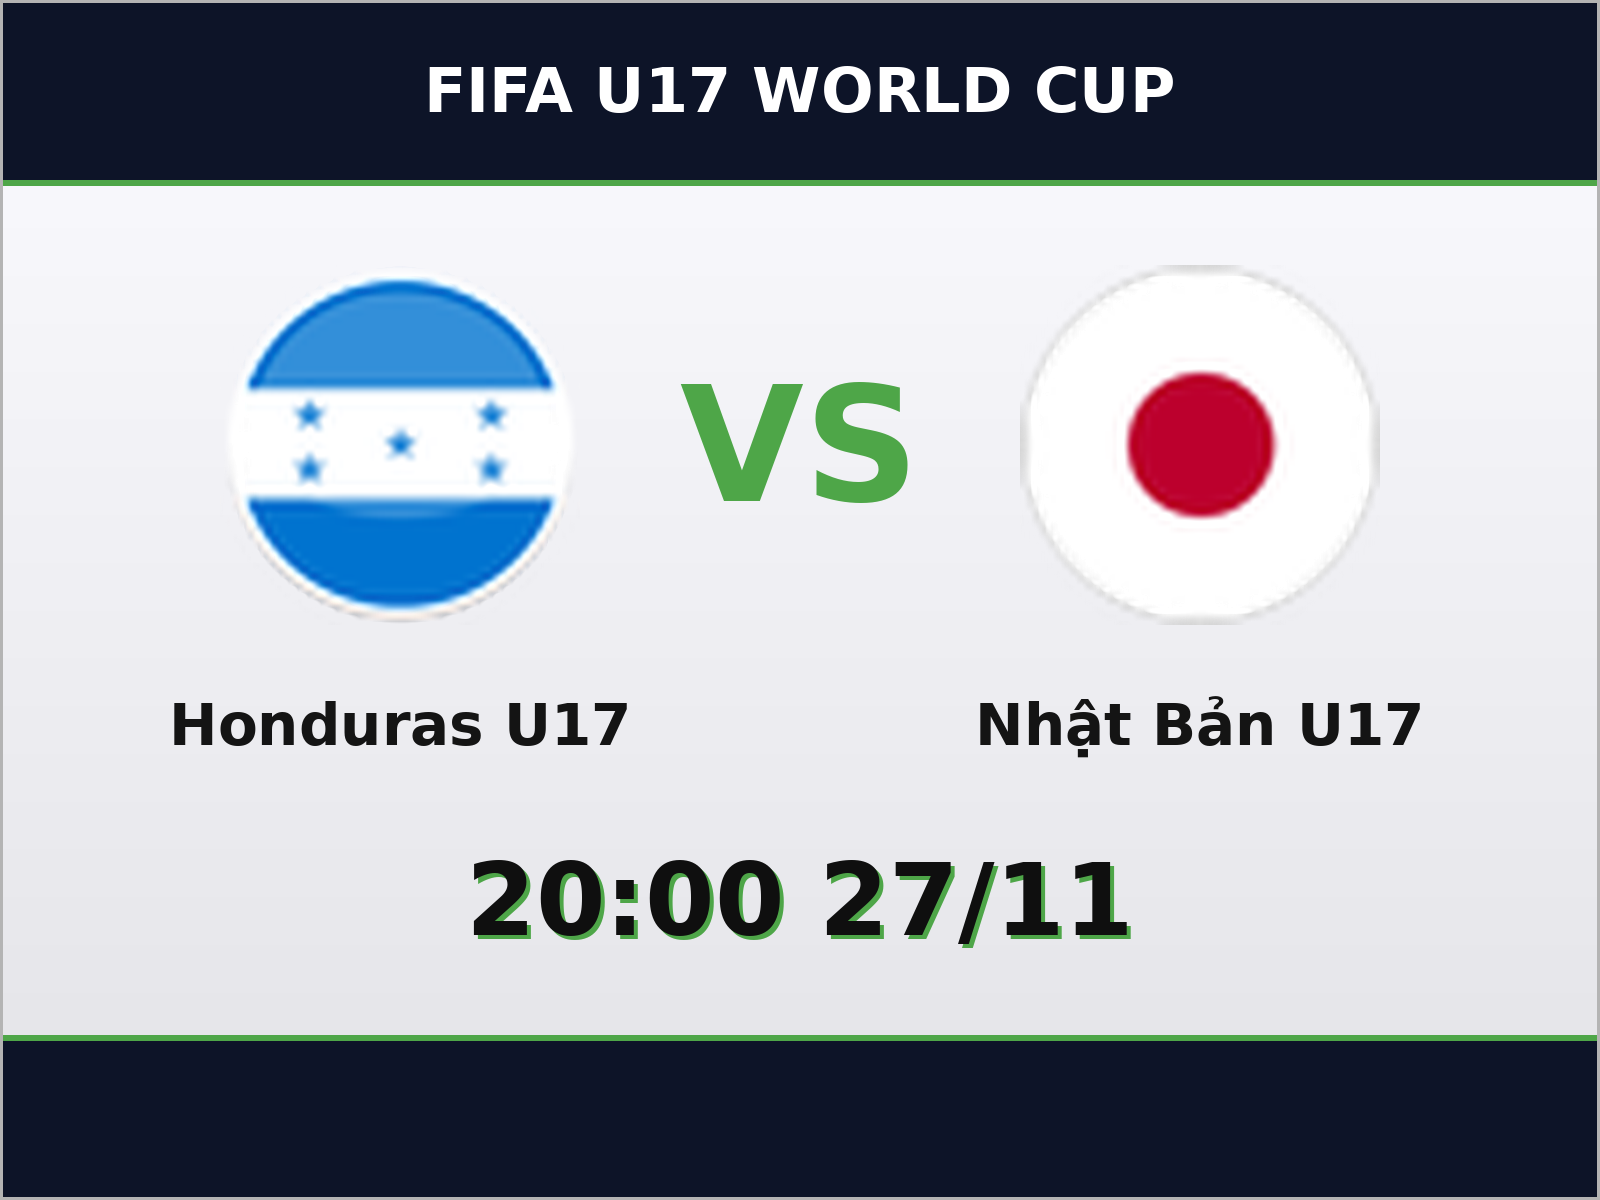 FIFA U17 WORLD CUP
VS
Honduras U17
Nhật Bản U17
20:00 27/11